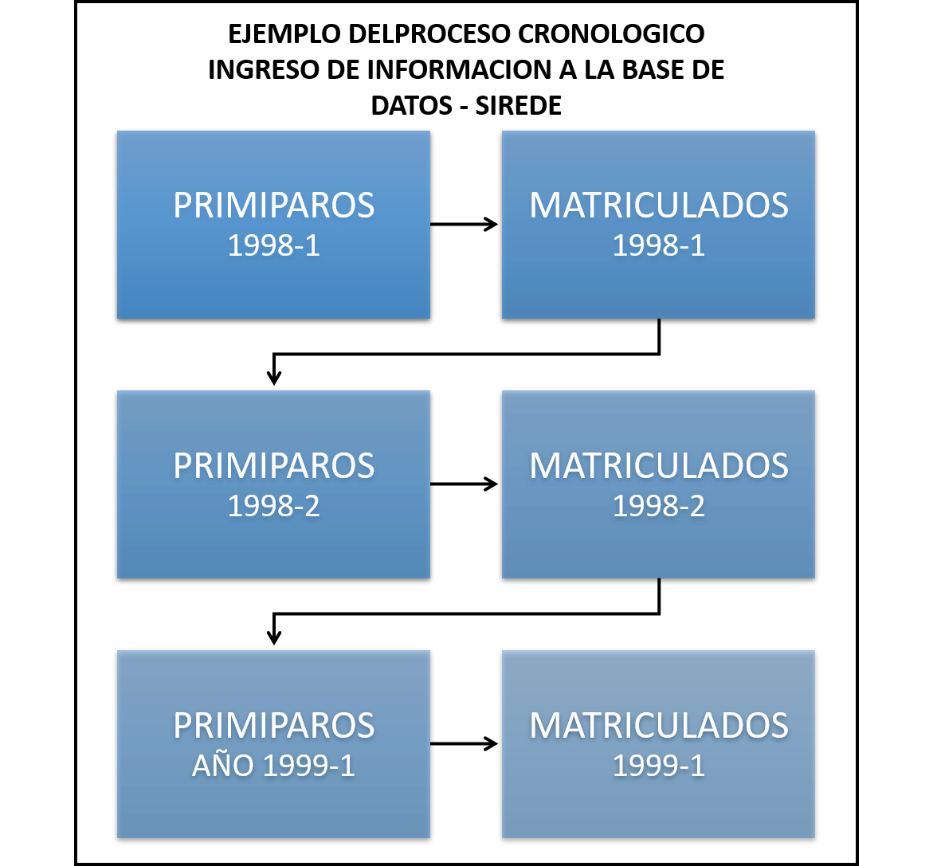 EJEMPLO DELPROCESO CRONOLOGICO
INGRESO DE INFORMACION A LA BASE DE
DATOS - SIREDE
PRIMIPAROS
1998-1
MATRICULADOS
1998-1
PRIMIPAROS
1998-2
MATRICULADOS
1998-2
PRIMIPAROS
AÑO 1999-1
MATRICULADOS
1999-1